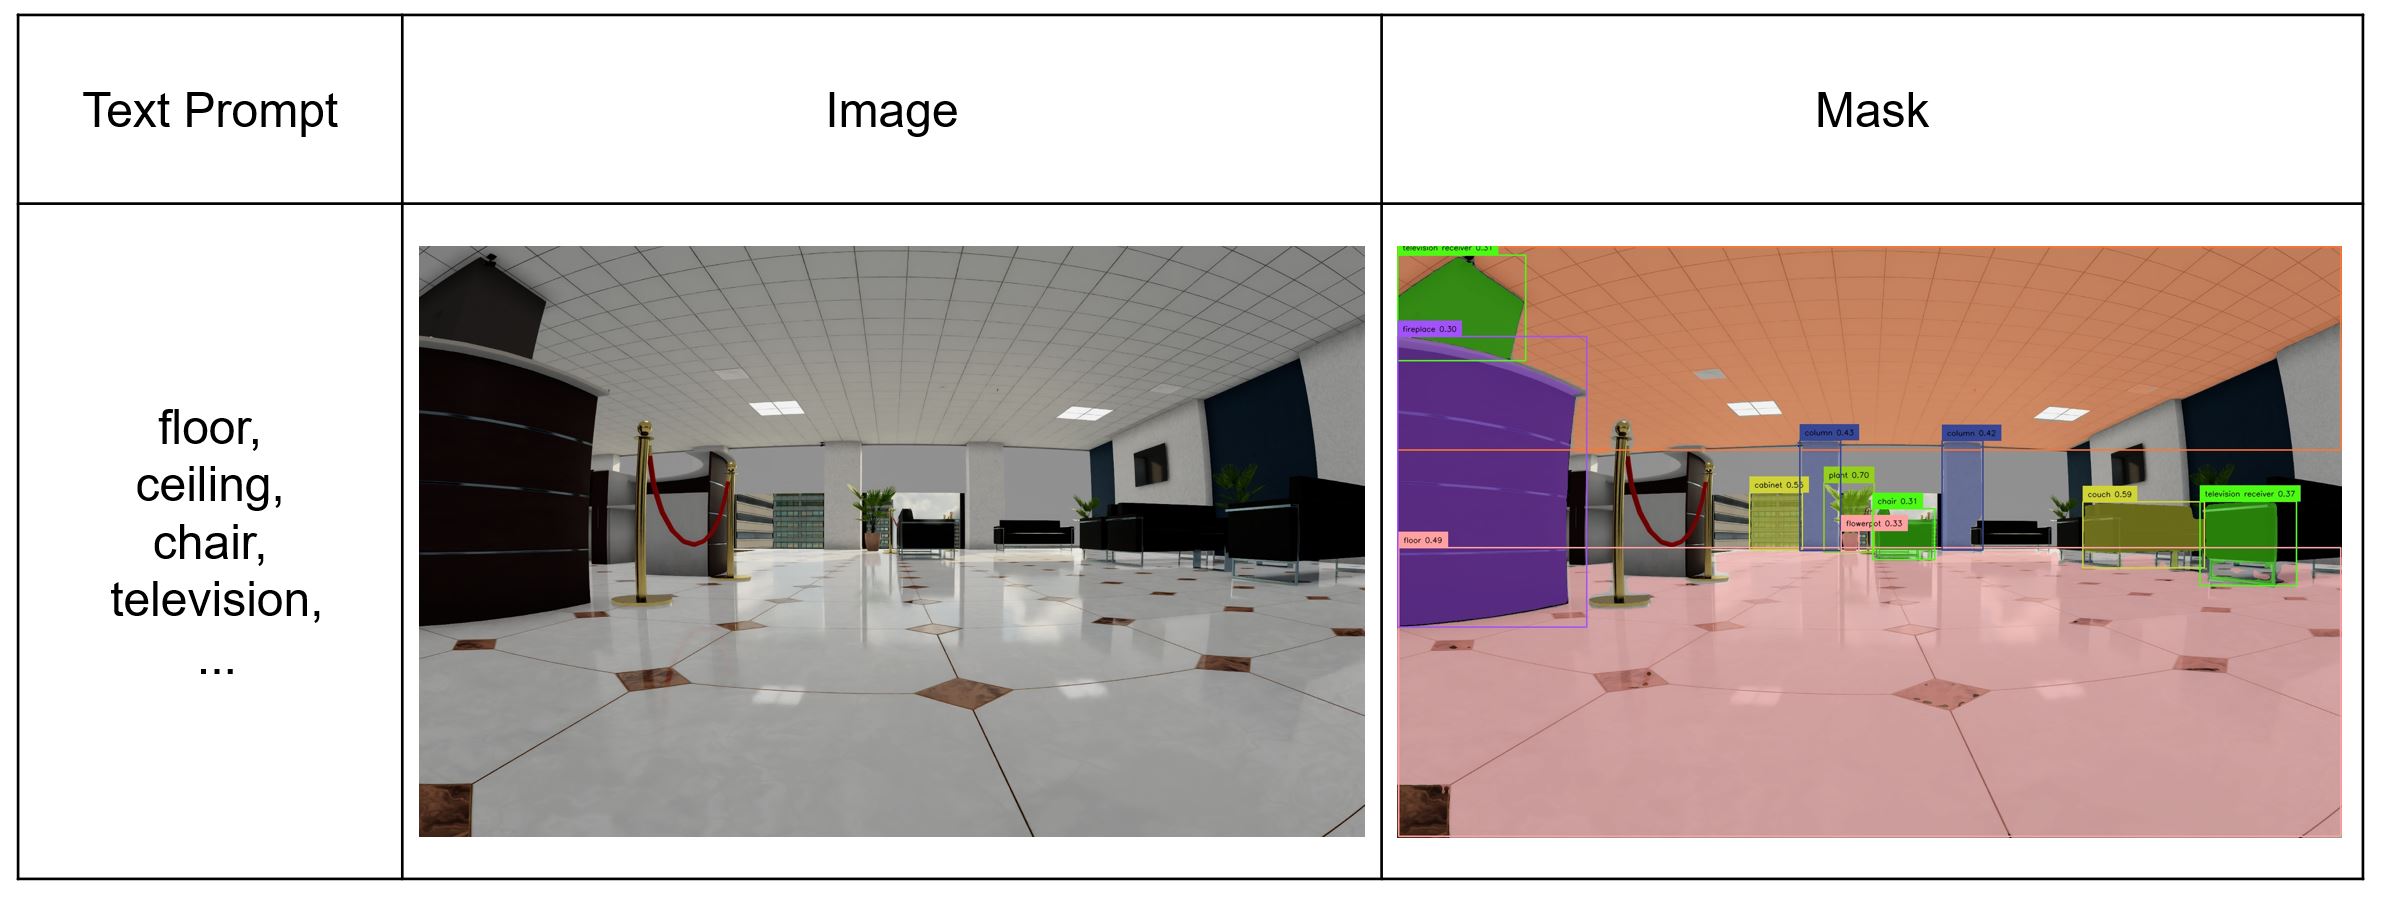 Text Prompt
Image
Mask
floor,
ceiling,
chair,
television,
...
television receiver 0.31
fireplace 0.30
column 0.43
column 0.42
plant 0.70
cabinet 0.55
chair 0.31
couch 0.59
television receiver 0.37
flowerpot 0.33
floor 0.49